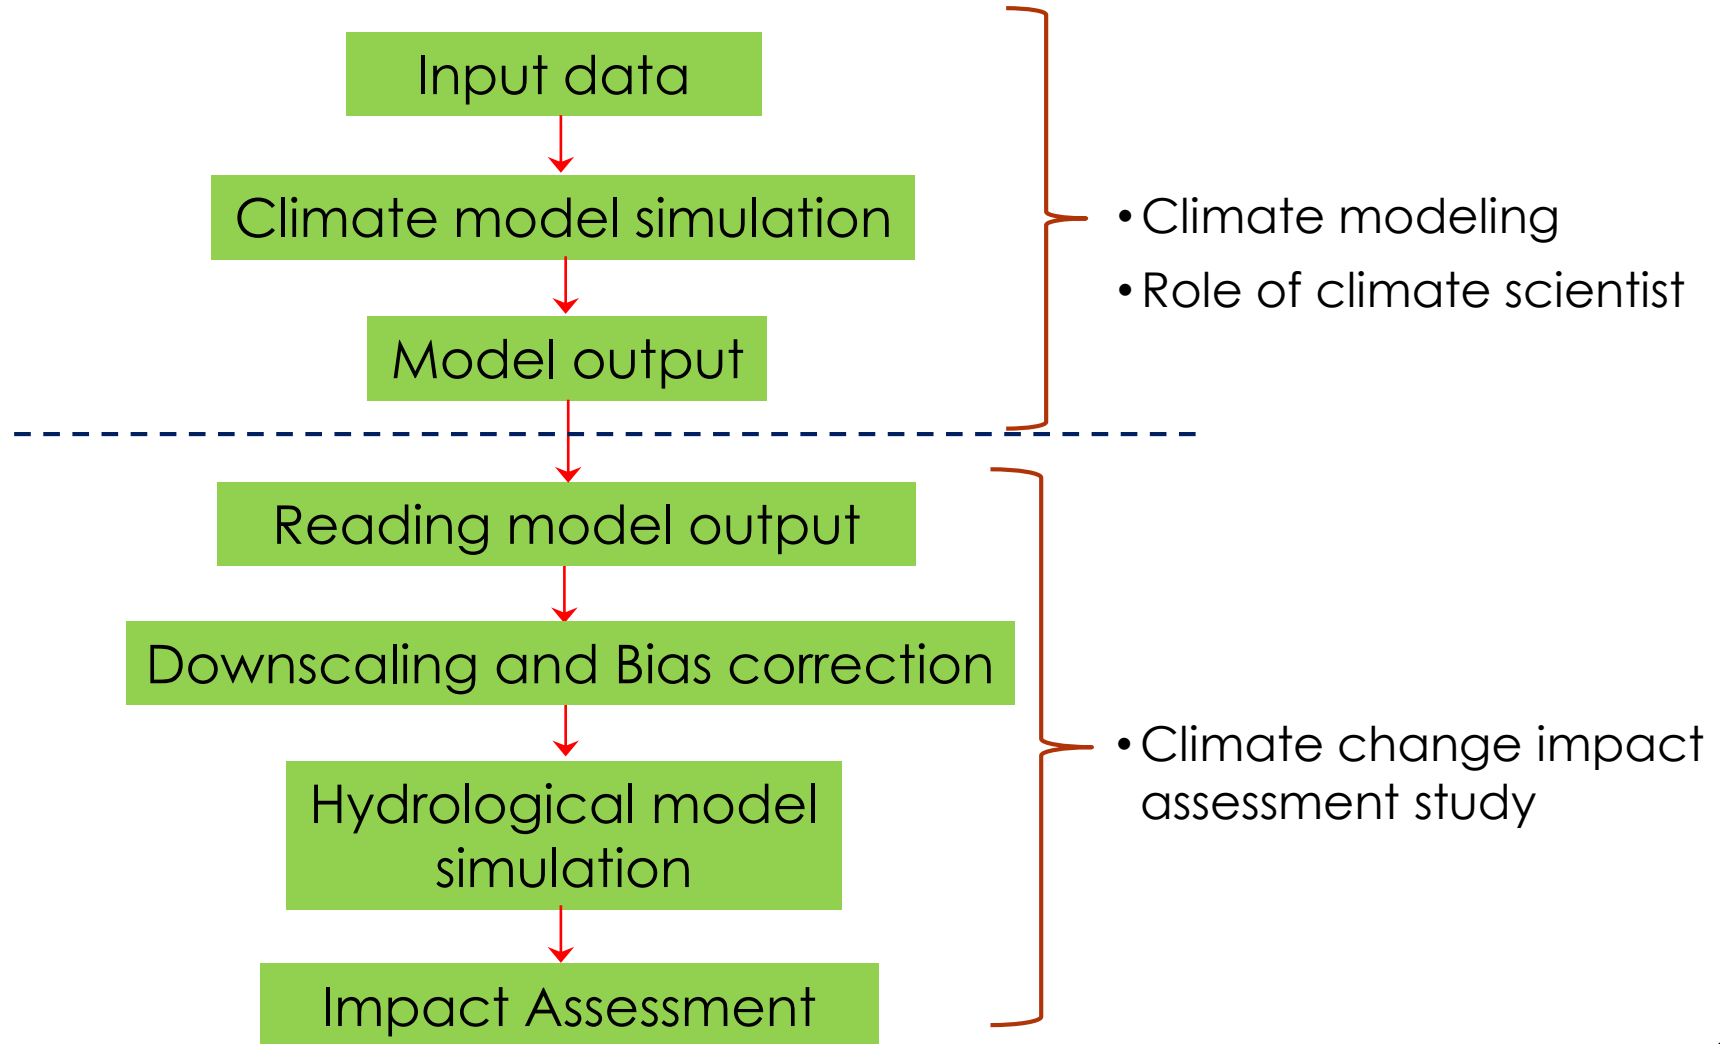 Input data
Climate model simulation
Model output
• Climate modeling
• Role of climate scientist
Reading model output
Downscaling and Bias correction
Hydrological model
simulation
Impact Assessment
• Climate change impact
assessment study